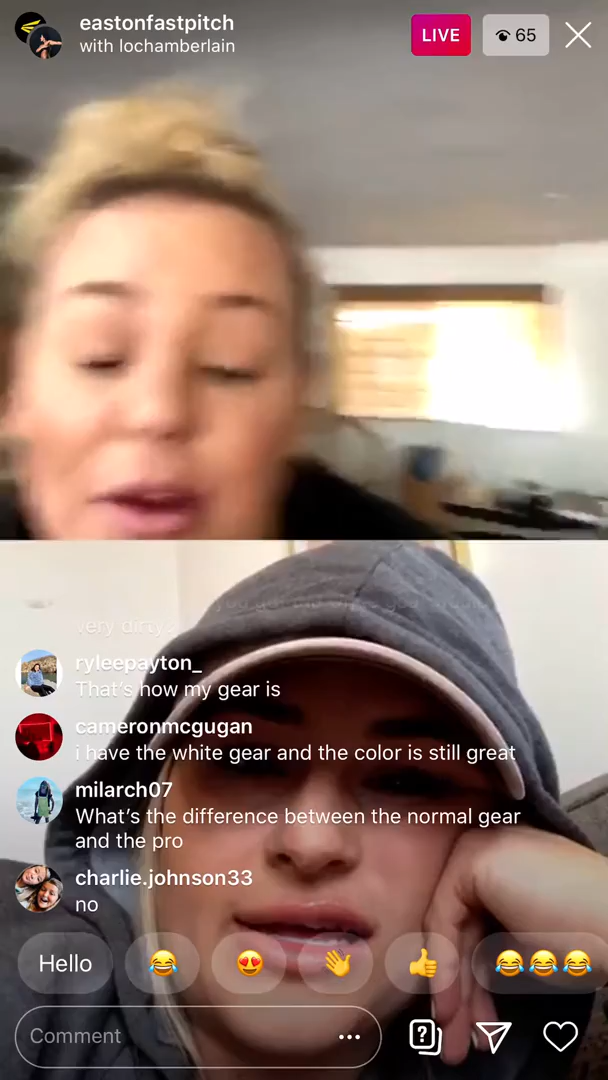 eastonfastpitch
with lochamberlain
LIVE
65
very dirty
ryleepayton_
That's how my gear is
cameronmcgugan
i have the white gear and the color is still great
milarch07
What's the difference between the normal gear
and the pro
charlie.johnson33
no
Hello
Comment